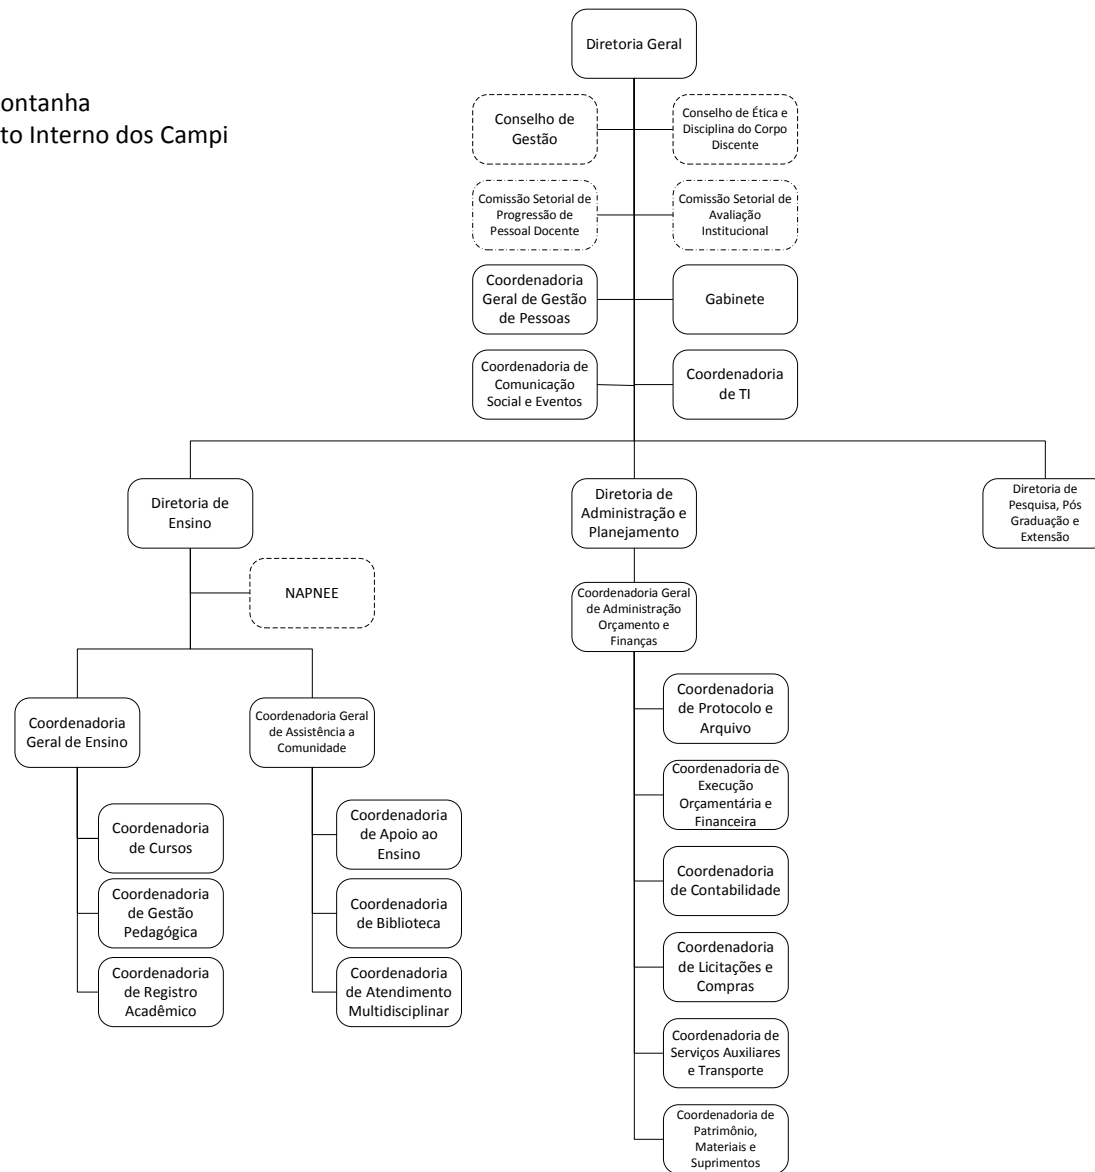 Diretoria Geral
ontanha
to Interno dos Campi
Conselho de
Gestão
Conselho de Ética e
Disciplina do Corpo
Discente
Comissão Setorial de
Progressão de
Pessoal Docente
Comissão Setorial de
Avaliação
Institucional
Coordenadoria
Geral de Gestão
de Pessoas
Gabinete
Coordenadoria de
Comunicação
Social e Eventos
Coordenadoria
de TI
Diretoria de
Ensino
Diretoria de
Administração e
Planejamento
Diretoria de
Pesquisa, Pós
Graduação e
Extensão
NAPNEE
Coordenadoria Geral
de Administração
Orçamento e
Finanças
Coordenadoria
Geral de Ensino
Coordenadoria Geral
de Assistência a
Comunidade
Coordenadoria
de Cursos
Coordenadoria
de Gestão
Pedagógica
Coordenadoria
de Registro
Acadêmico
Coordenadoria
de Apoio ao
Ensino
Coordenadoria
de Biblioteca
Coordenadoria
de Atendimento
Multidisciplinar
Coordenadoria
de Protocolo e
Arquivo
Coordenadoria de
Execução
Orçamentária e
Financeira
Coordenadoria
de Contabilidade
Coordenadoria
de Licitações e
Compras
Coordenadoria de
Serviços Auxiliares
e Transporte
Coordenadoria de
Patrimônio,
Materiais e
Suprimentos